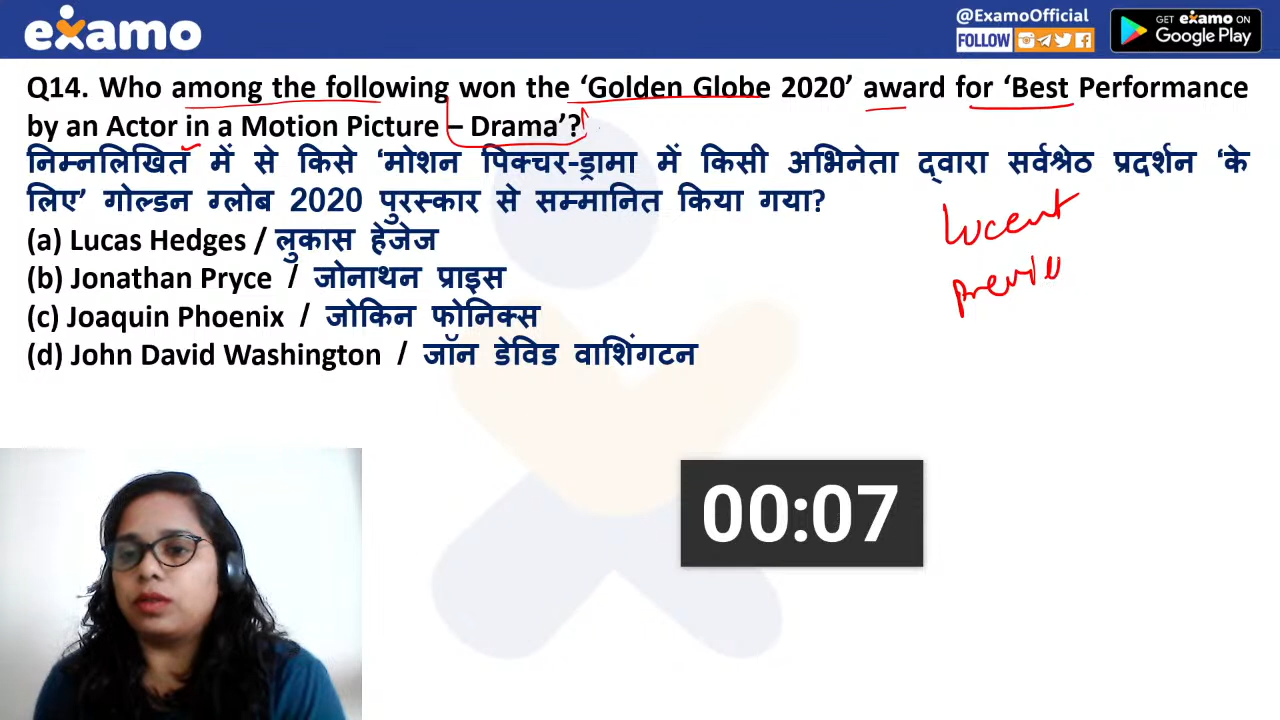 examo
@ExamoOfficial
FOLLOW
GET examo ON
Google Play
Q14. Who among the following won the ‘Golden Globe 2020’ award for ‘Best Performance
by an Actor in a Motion Picture – Drama’?
निम्नलिखित में से किसे ‘मोशन पिक्चर-ड्रामा में किसी अभिनेता द्वारा सर्वश्रेष्ठ प्रदर्शन ‘के
लिए’ गोल्डन ग्लोब 2020 पुरस्कार से सम्मानित किया गया?
Lucent
(a) Lucas Hedges / लुकास हेजेज
(b) Jonathan Pryce / जोनाथन प्राइस
(c) Joaquin Phoenix / जोकिन फोनिक्स
(d) John David Washington / जॉन डेविड वाशिंगटन
00:07